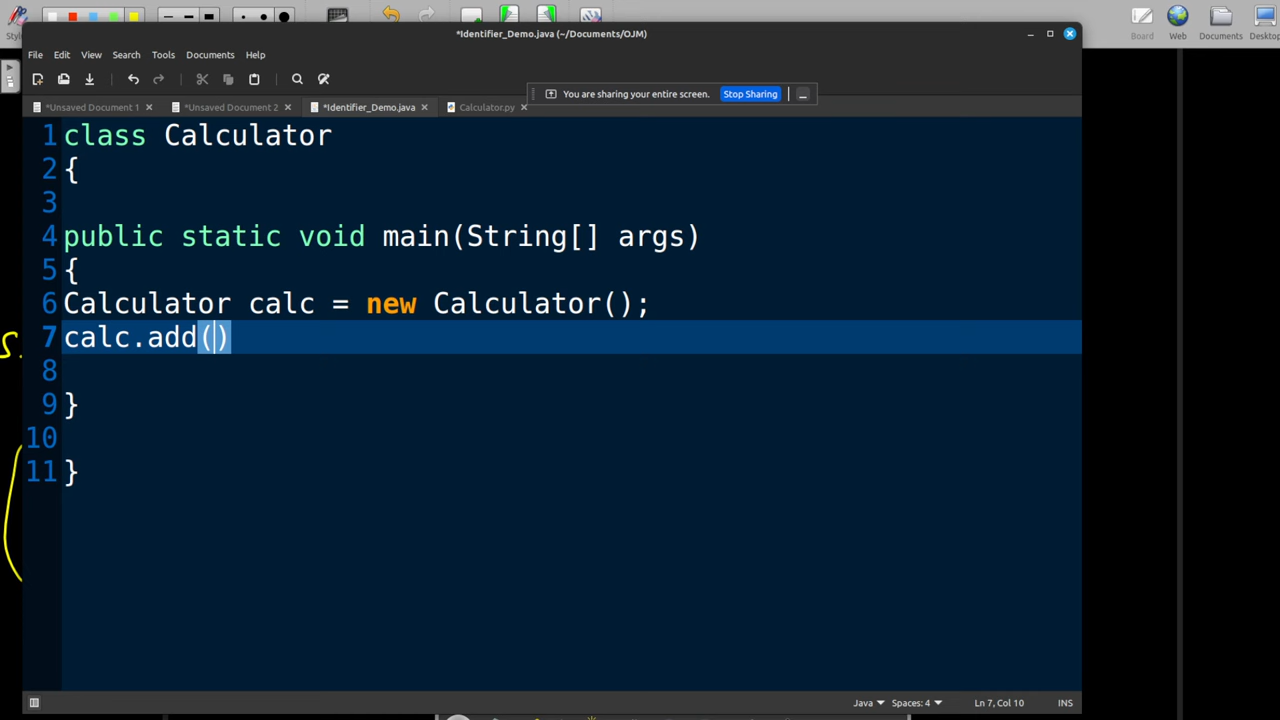 Style
Board
Web
Documents
Desktop
*Identifier_Demo.java (~/Documents/OJM)
File Edit View Search Tools Documents Help
You are sharing your entire screen. Stop Sharing
*Unsaved Document 1
*Unsaved Document 2
*Identifier_Demo.java
Calculator.py
1 class Calculator
2 {
3
4 public static void main(String[] args)
5 {
6 Calculator calc = new Calculator();
7 calc.add()
8
9 }
10
11 }
Java Spaces: 4 Ln 7, Col 10 INS